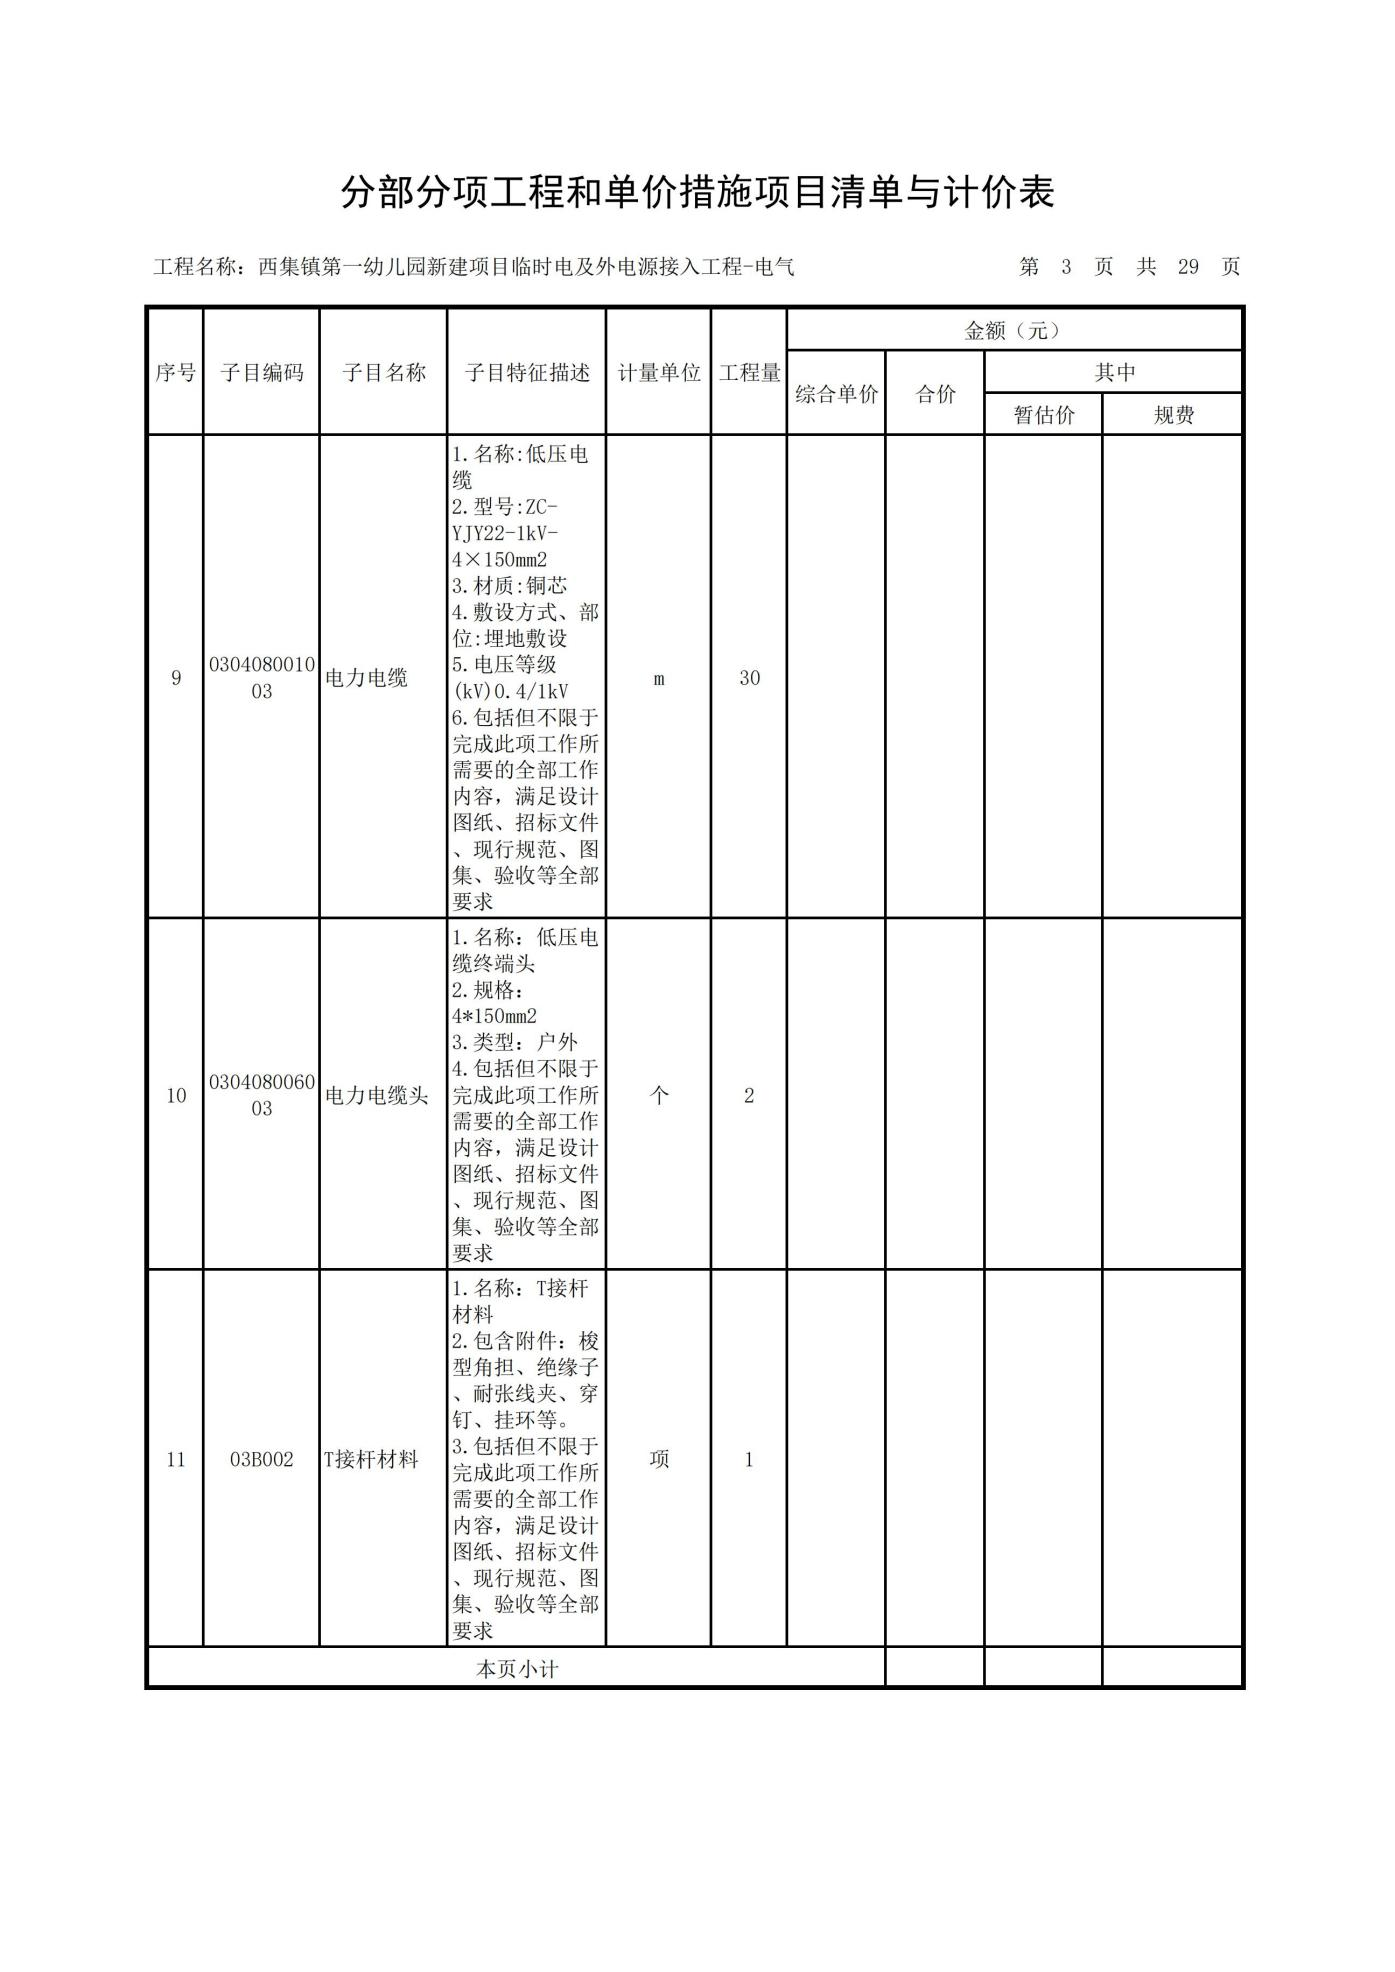 分部分项工程和单价措施项目清单与计价表
工程名称：西集镇第一幼儿园新建项目临时电及外电源接入工程-电气
第 3 页 共 29 页
序号
子目编码
子目名称
子目特征描述
计量单位
工程量
金额（元）
综合单价
合价
其中
暂估价
规费
9
0304080010
03
电力电缆
1.名称:低压电
缆
2.型号:ZC-
YJY22-1kV-
4×150mm2
3.材质:铜芯
4.敷设方式、部
位:埋地敷设
5.电压等级
(kV)0.4/1kV
6.包括但不限于
完成此项工作所
需要的全部工作
内容，满足设计
图纸、招标文件
、现行规范、图
集、验收等全部
要求
m
30
10
0304080060
03
电力电缆头
1.名称：低压电
缆终端头
2.规格：
4*150mm2
3.类型：户外
4.包括但不限于
完成此项工作所
需要的全部工作
内容，满足设计
图纸、招标文件
、现行规范、图
集、验收等全部
要求
个
2
11
03B002
T接杆材料
1.名称：T接杆
材料
2.包含附件：梭
型角担、绝缘子
、耐张线夹、穿
钉、挂环等。
3.包括但不限于
完成此项工作所
需要的全部工作
内容，满足设计
图纸、招标文件
、现行规范、图
集、验收等全部
要求
项
1
本页小计